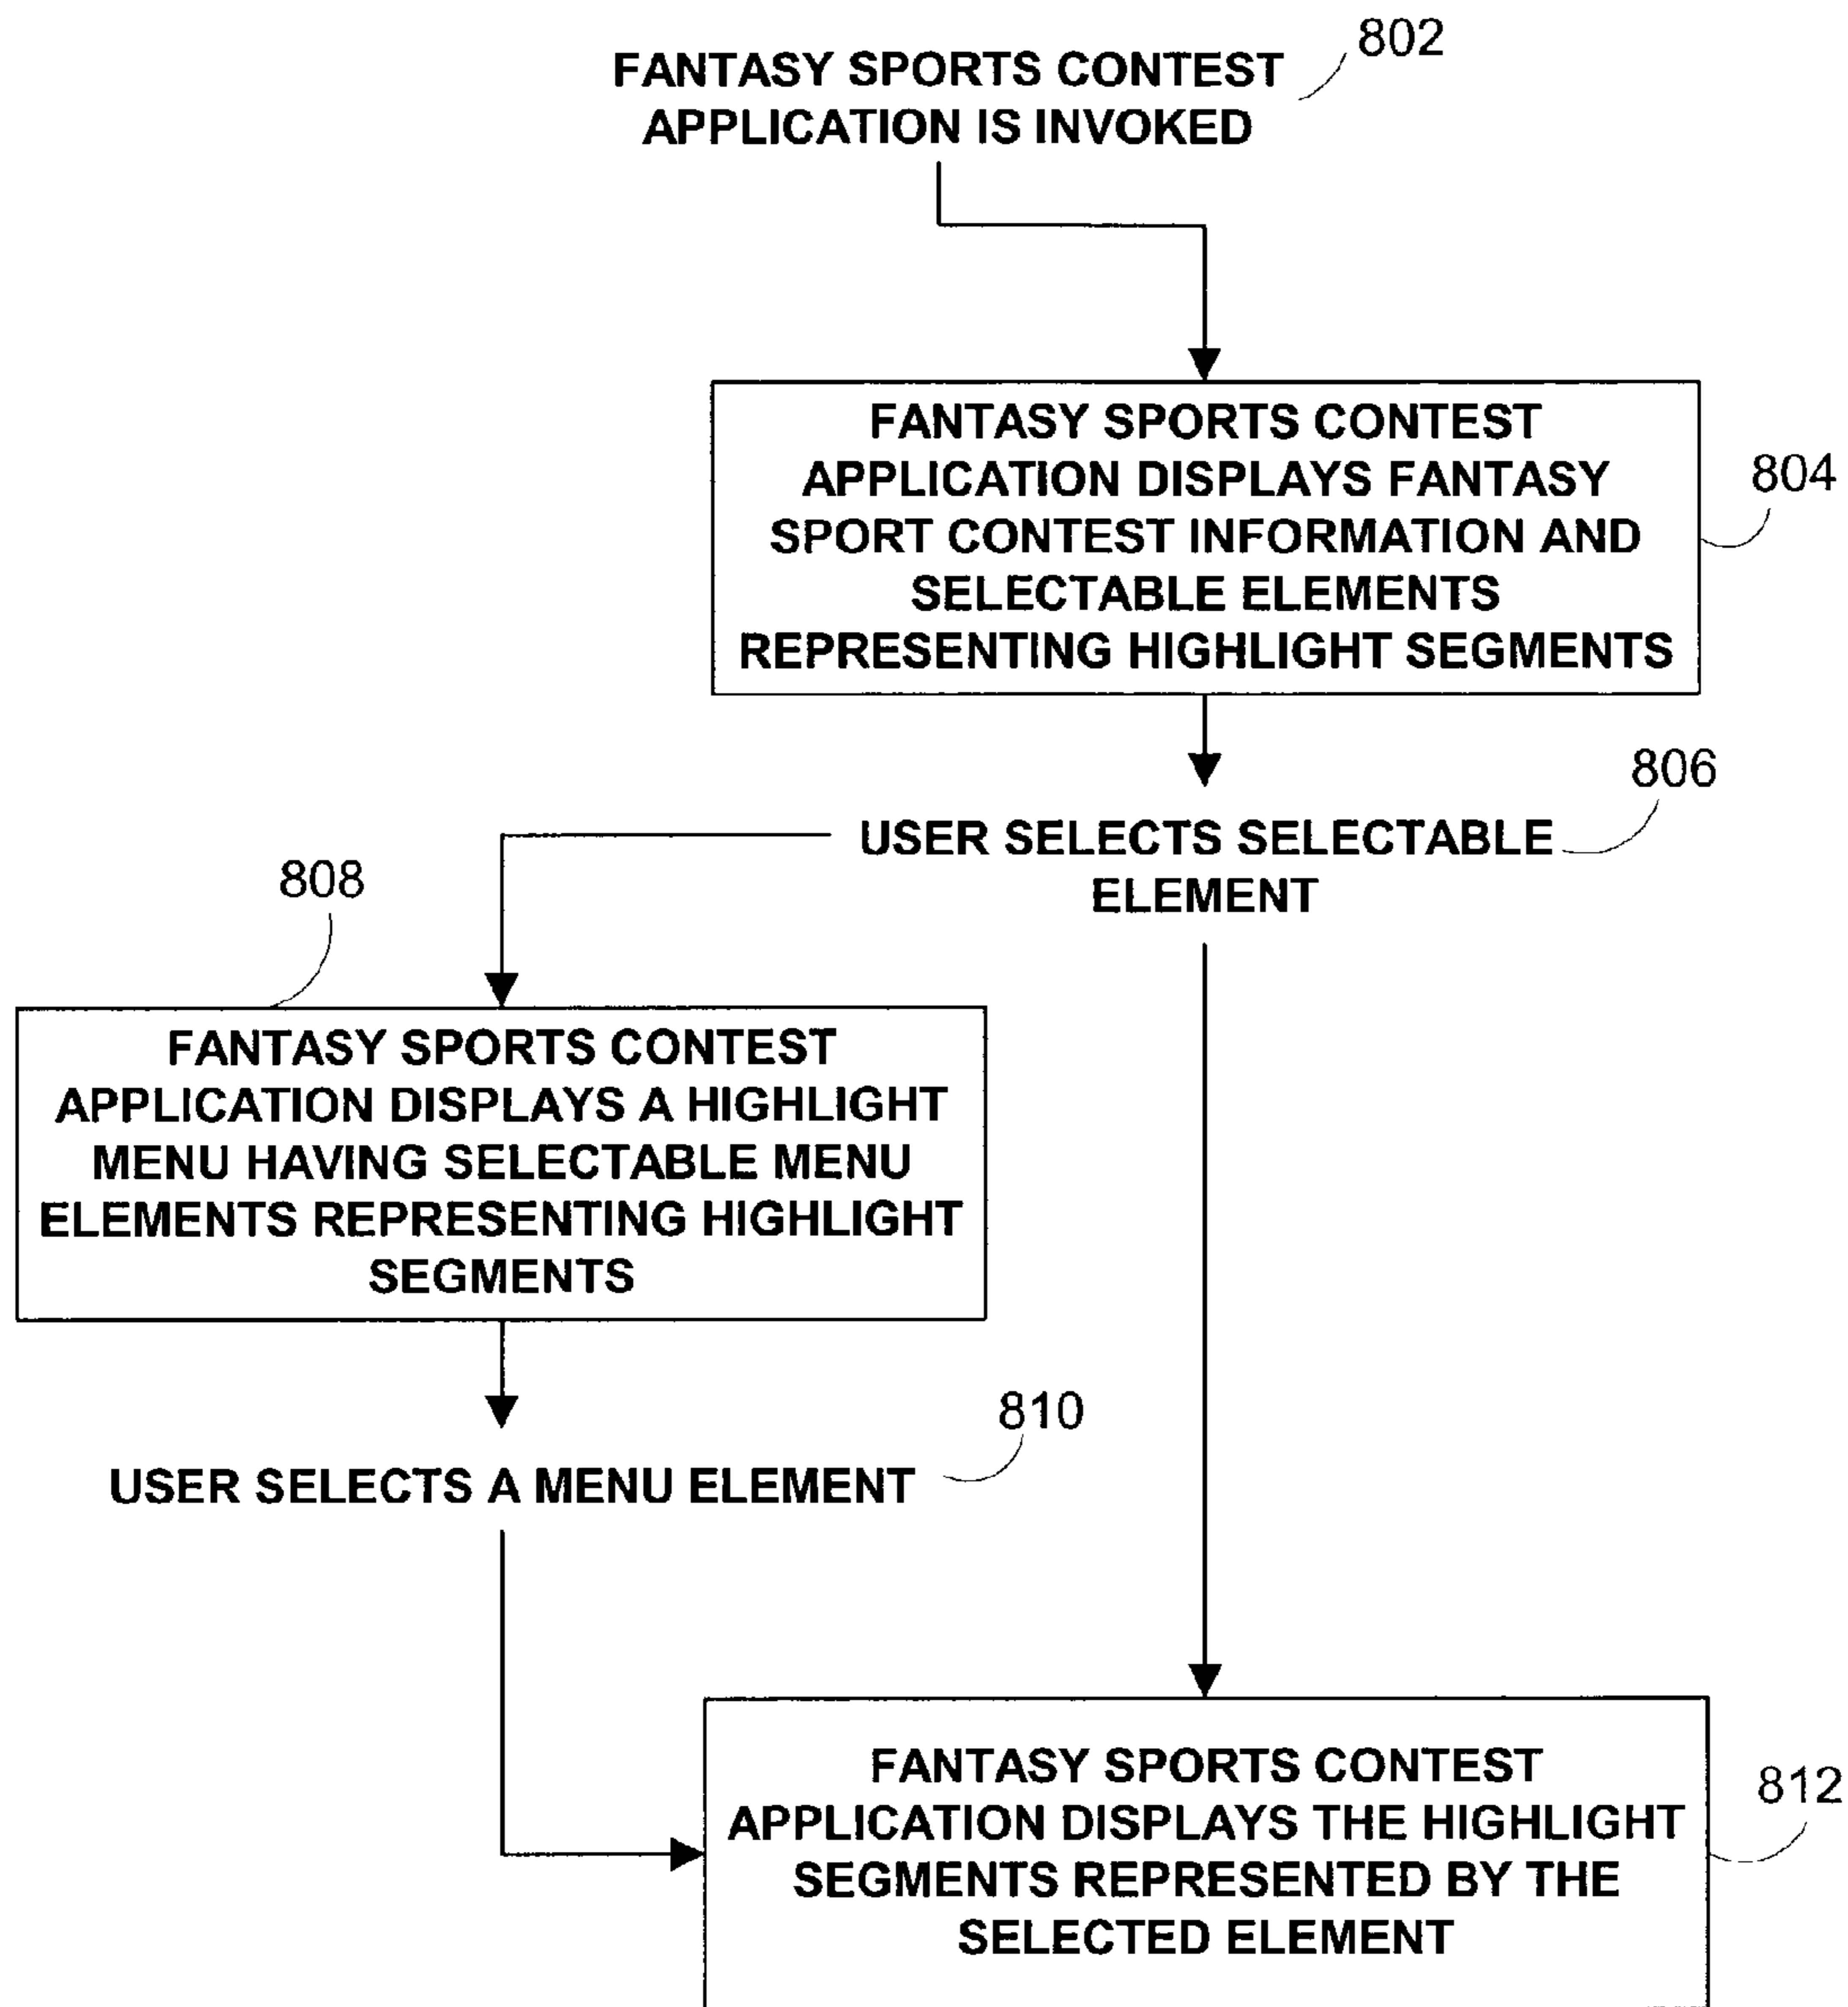 802
FANTASY SPORTS CONTEST
APPLICATION IS INVOKED
FANTASY SPORTS CONTEST
APPLICATION DISPLAYS FANTASY
SPORT CONTEST INFORMATION AND
SELECTABLE ELEMENTS
REPRESENTING HIGHLIGHT SEGMENTS
804
806
USER SELECTS SELECTABLE
ELEMENT
808
FANTASY SPORTS CONTEST
APPLICATION DISPLAYS A HIGHLIGHT
MENU HAVING SELECTABLE MENU
ELEMENTS REPRESENTING HIGHLIGHT
SEGMENTS
810
USER SELECTS A MENU ELEMENT
FANTASY SPORTS CONTEST
APPLICATION DISPLAYS THE HIGHLIGHT
SEGMENTS REPRESENTED BY THE
SELECTED ELEMENT
812